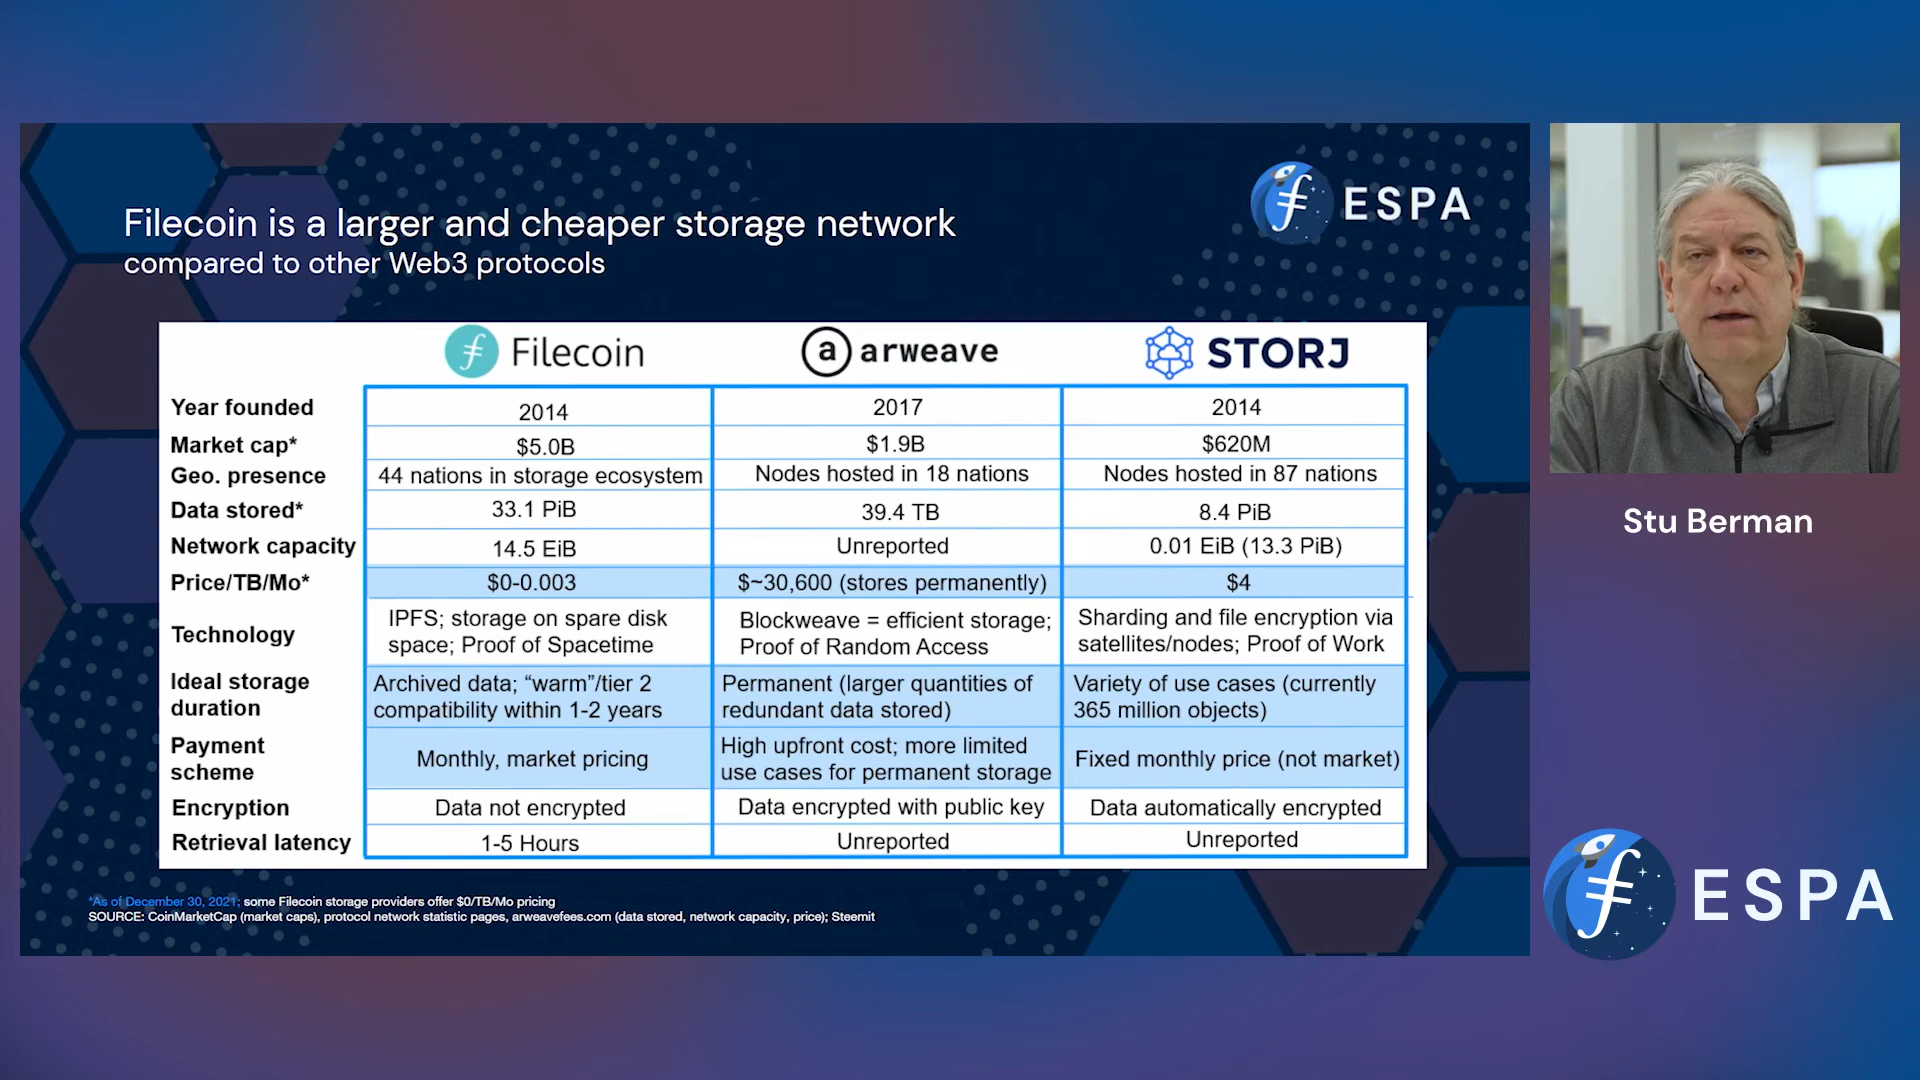 Filecoin is a larger and cheaper storage network
compared to other Web3 protocols
ESPA
Filecoin
a arweave
STORJ
Year founded 2014 2017 2014
Market cap* $5.0B $1.9B $620M
Geo. presence 44 nations in storage ecosystem Nodes hosted in 18 nations Nodes hosted in 87 nations
Data stored* 33.1 PiB 39.4 TB 8.4 PiB
Network capacity 14.5 EiB Unreported 0.01 EiB (13.3 PiB)
Price/TB/Mo* $0-0.003 $~30,600 (stores permanently) $4
Technology
IPFS; storage on spare disk
space; Proof of Spacetime
Blockweave = efficient storage;
Proof of Random Access
Sharding and file encryption via
satellites/nodes; Proof of Work
Ideal storage
duration
Archived data; “warm”/tier 2
compatibility within 1-2 years
Permanent (larger quantities of
redundant data stored)
Variety of use cases (currently
365 million objects)
Payment
scheme
Monthly, market pricing
High upfront cost; more limited
use cases for permanent storage
Fixed monthly price (not market)
Encryption Data not encrypted Data encrypted with public key Data automatically encrypted
Retrieval latency 1-5 Hours Unreported Unreported
*As of December 30, 2021; some Filecoin storage providers offer $0/TB/Mo pricing
SOURCE: CoinMarketCap (market caps), protocol network statistic pages, arweavefees.com (data stored, network capacity, price); Steemit
Stu Berman
ESPA